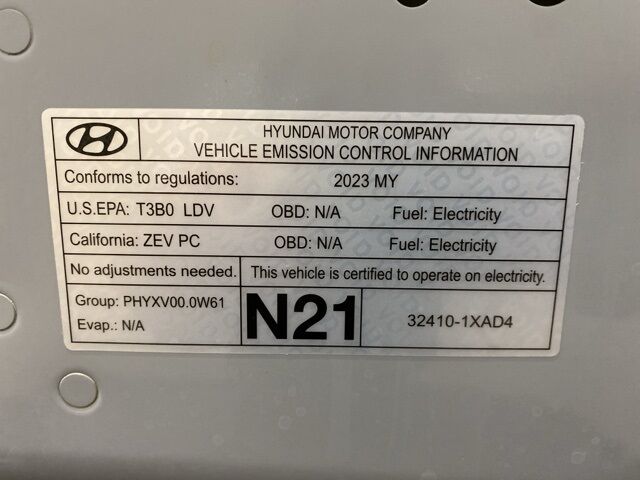 HYUNDAI MOTOR COMPANY
VEHICLE EMISSION CONTROL INFORMATION
Conforms to regulations: 2023 MY
U.S.EPA: T3B0 LDV OBD: N/A Fuel: Electricity
California: ZEV PC OBD: N/A Fuel: Electricity
No adjustments needed. This vehicle is certified to operate on electricity.
Group: PHYXV00.0W61
Evap.: N/A
N21
32410-1XAD4